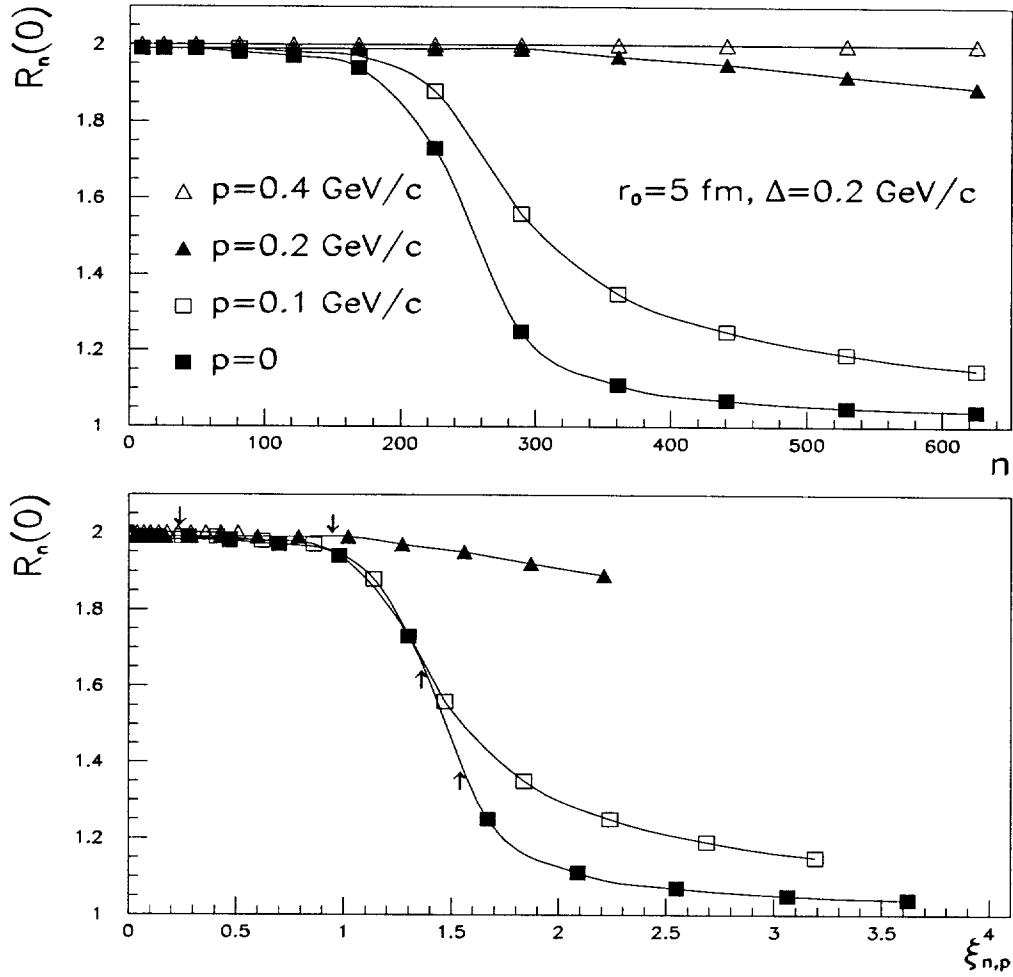 R_n(0)
2
1.8
1.6
1.4
1.2
1
△ p=0.4 GeV/c
▲ p=0.2 GeV/c
□ p=0.1 GeV/c
■ p=0
r_0=5 fm, Δ=0.2 GeV/c
0 100 200 300 400 500 600
n
R_n(0)
2
1.8
1.6
1.4
1.2
1
0 0.5 1 1.5 2 2.5 3 3.5 4
ξ_{n,p}